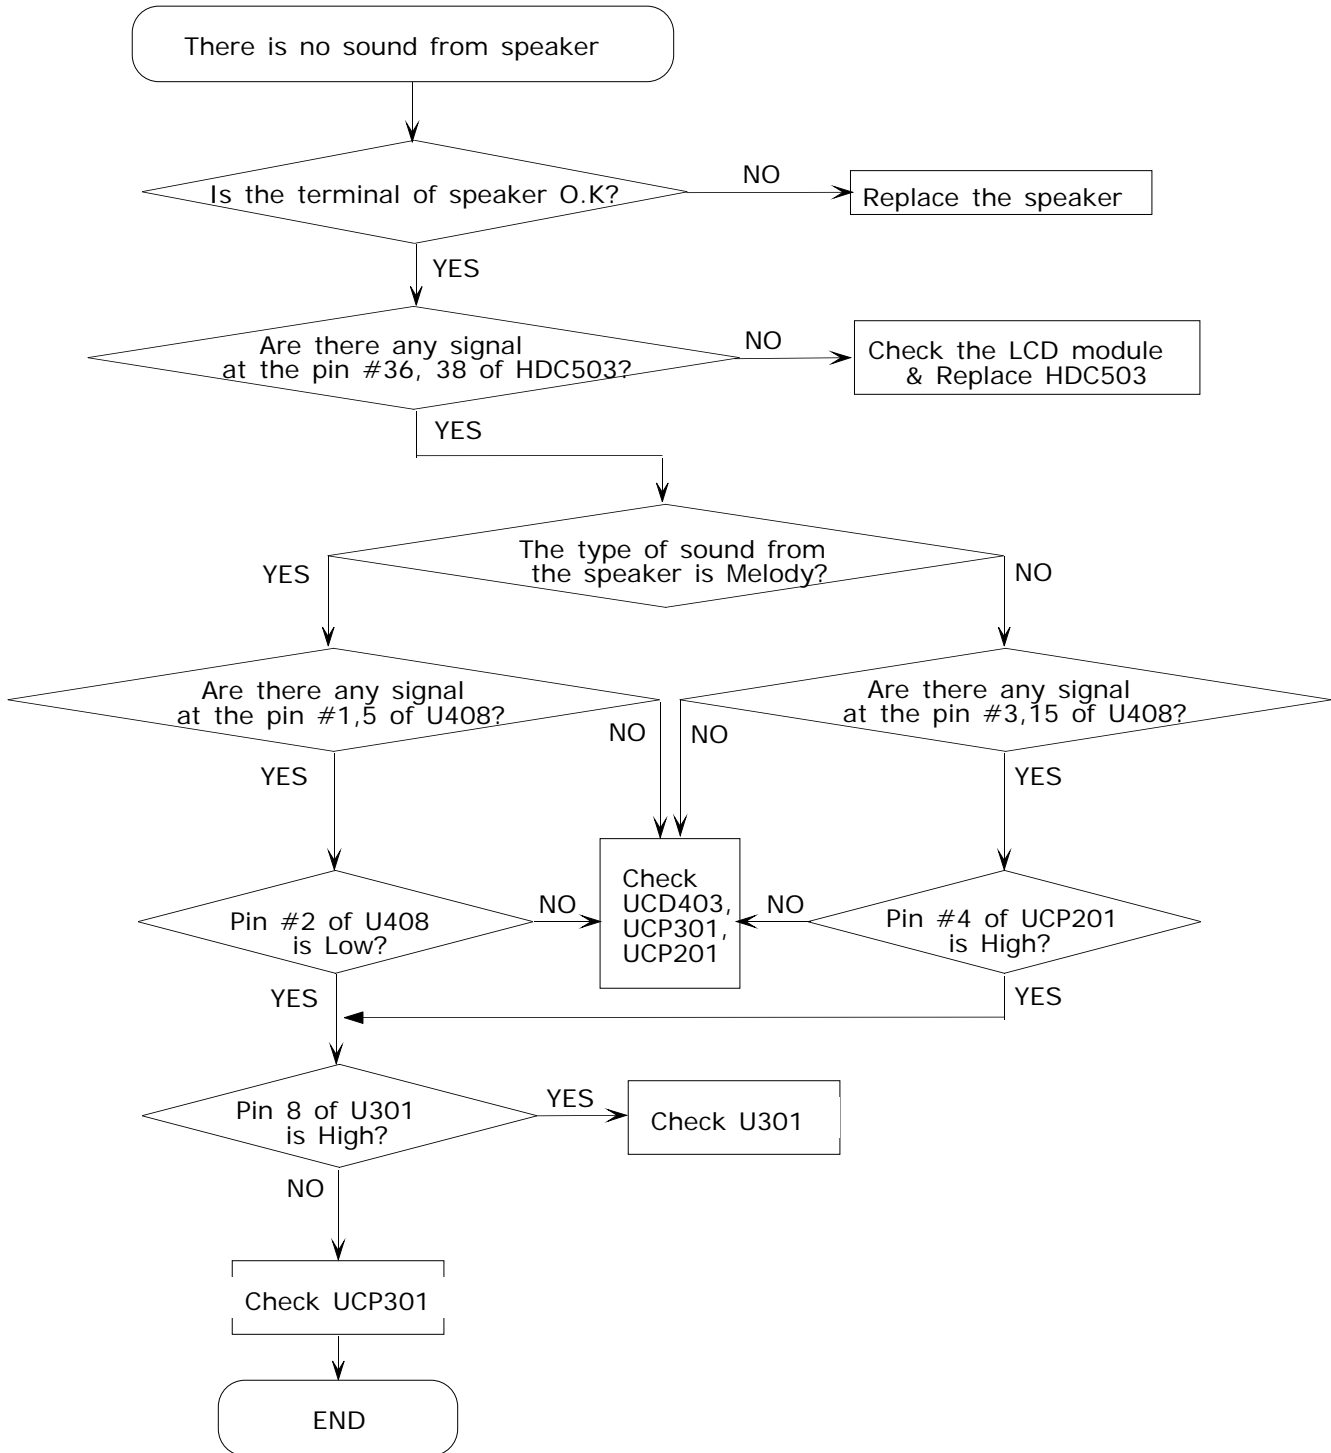 There is no sound from speaker
Is the terminal of speaker O.K?
NO
Replace the speaker
YES
Are there any signal
at the pin #36, 38 of HDC503?
NO
Check the LCD module
& Replace HDC503
YES
The type of sound from
the speaker is Melody?
YES
NO
Are there any signal
at the pin #1,5 of U408?
Are there any signal
at the pin #3,15 of U408?
NO
NO
YES
YES
Check
UCD403,
UCP301,
UCP201
Pin #2 of U408
is Low?
NO
NO
Pin #4 of UCP201
is High?
YES
YES
Pin 8 of U301
is High?
YES
Check U301
NO
Check UCP301
END